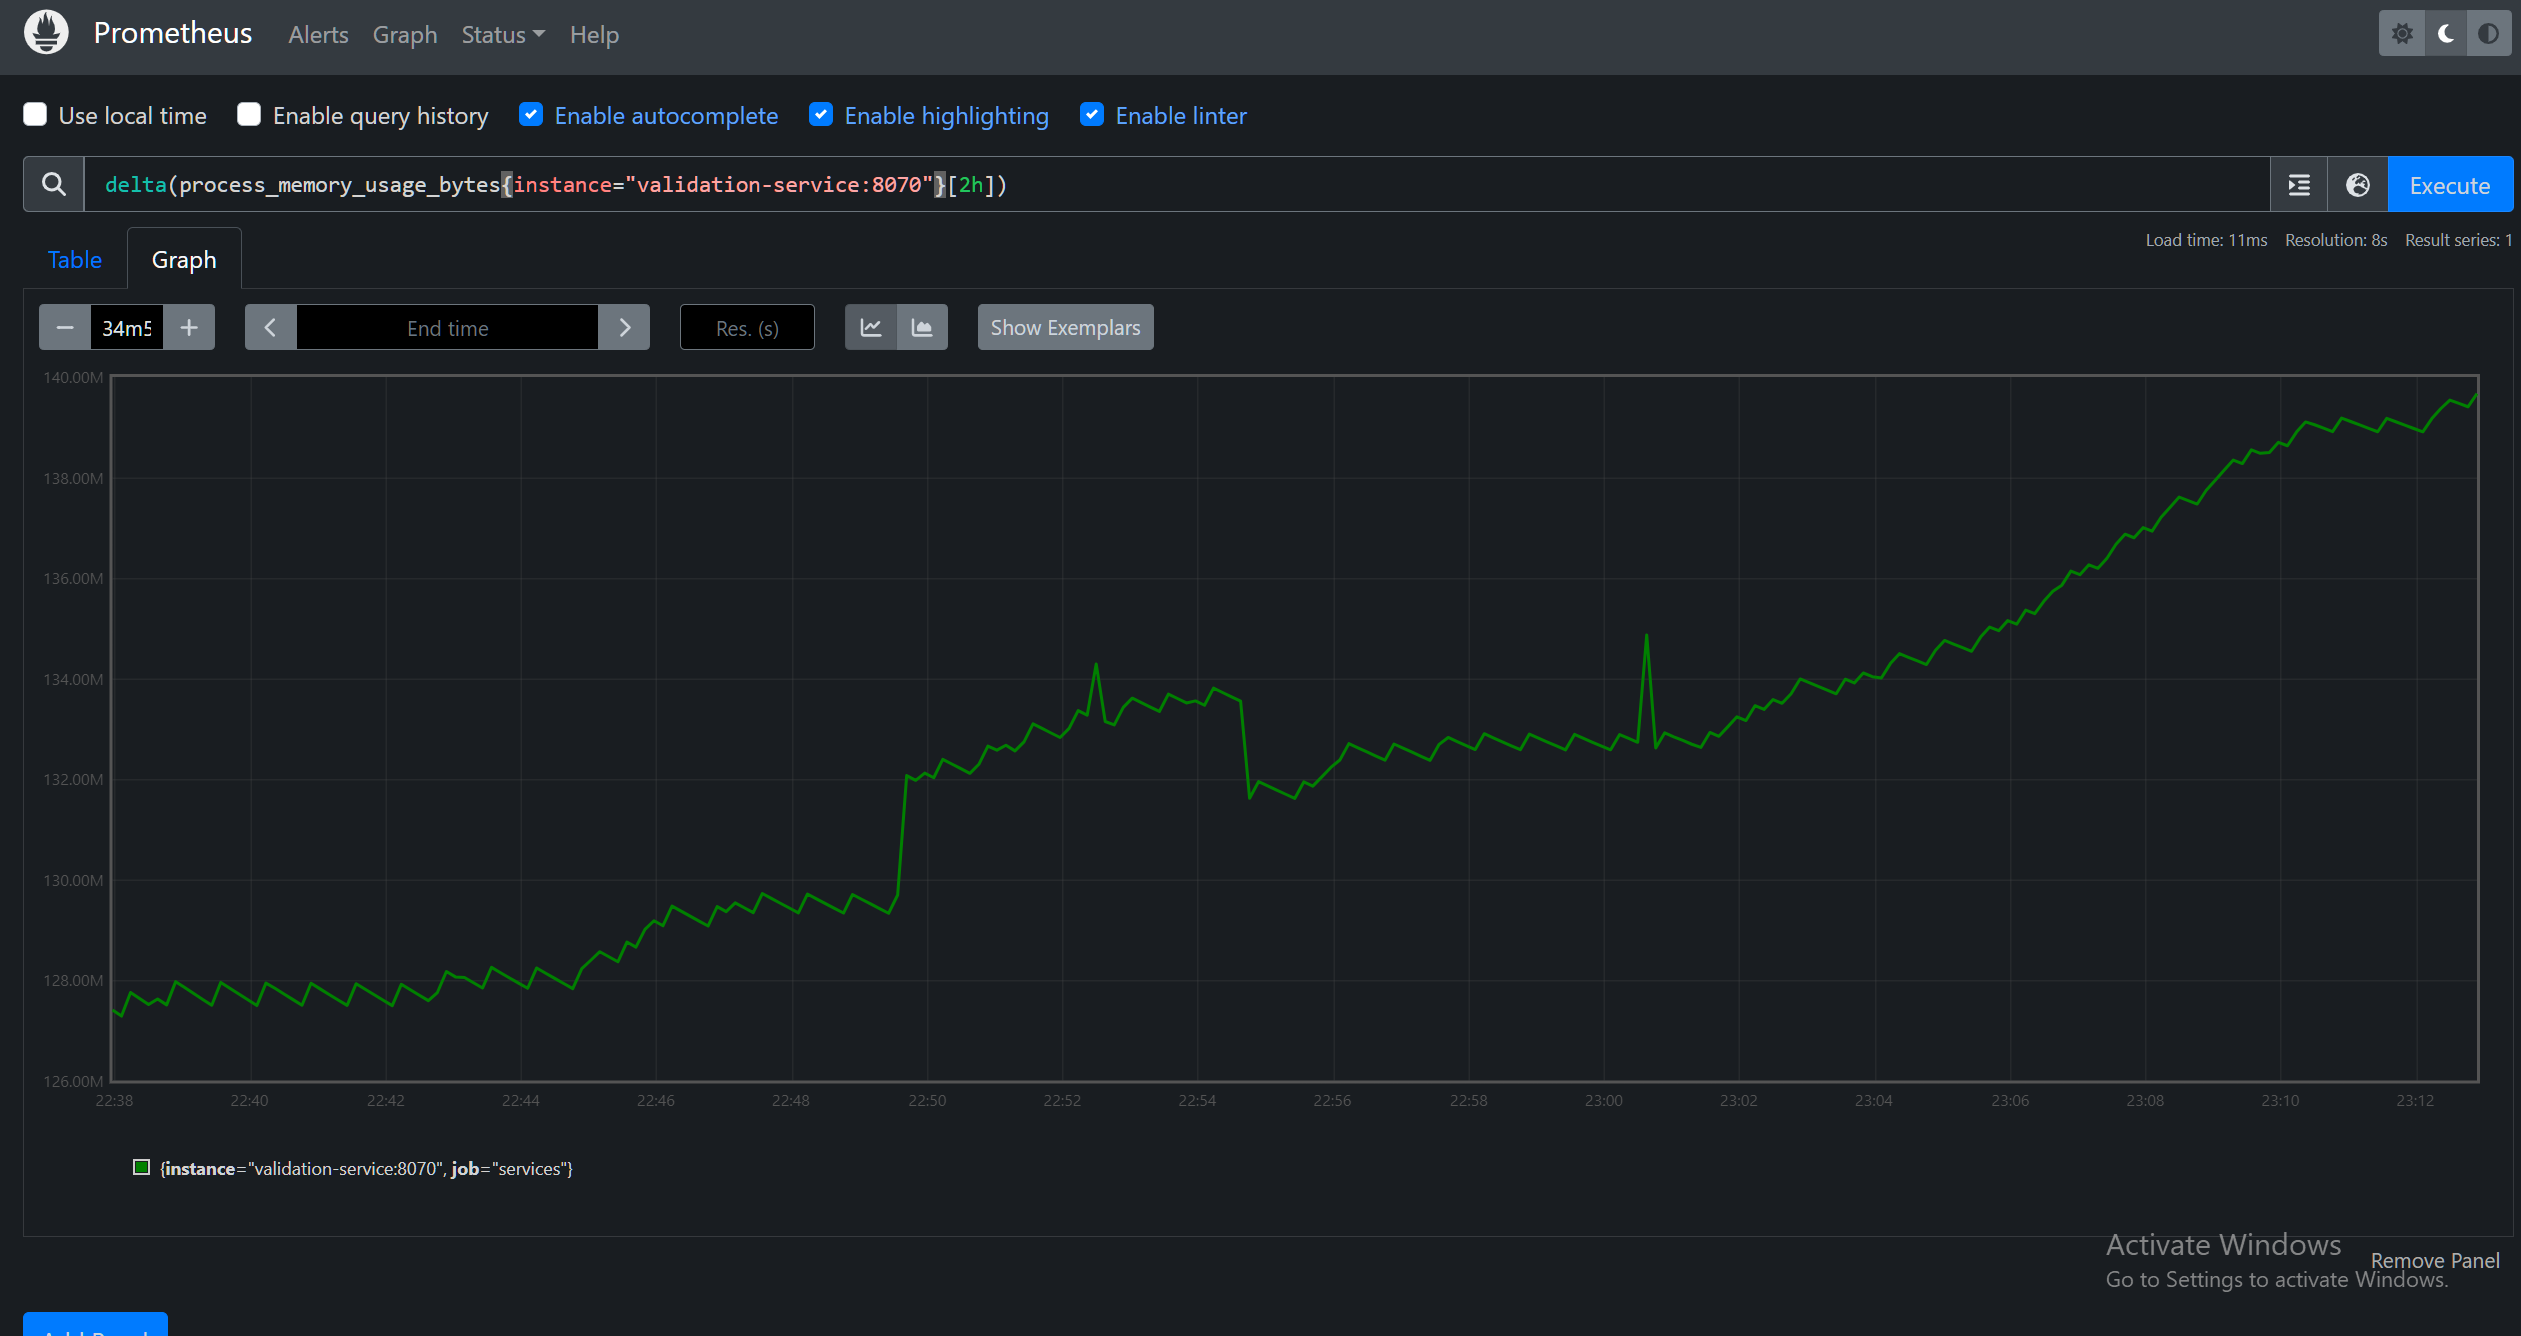 Prometheus Alerts Graph Status Help
Use local time Enable query history Enable autocomplete Enable highlighting Enable linter
delta(process_memory_usage_bytes{instance="validation-service:8070"}[2h])
Execute
Table Graph
Load time: 11ms Resolution: 8s Result series: 1
− 34m5 + End time Res. (s) Show Exemplars
140.00M
138.00M
136.00M
134.00M
132.00M
130.00M
128.00M
126.00M
22:38 22:40 22:42 22:44 22:46 22:48 22:50 22:52 22:54 22:56 22:58 23:00 23:02 23:04 23:06 23:08 23:10 23:12
{instance="validation-service:8070", job="services"}
Activate Windows
Remove Panel
Go to Settings to activate Windows.